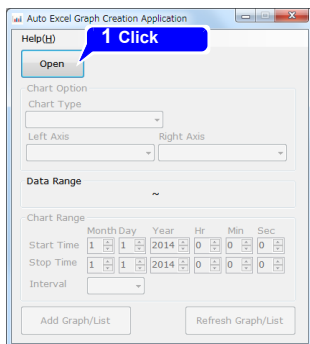 Auto Excel Graph Creation Application
Help(H)
1 Click
Open
Chart Option
Chart Type
Left Axis Right Axis
Data Range
~
Chart Range
Month Day Year Hr Min Sec
Start Time 1 1 2014 0 0 0
Stop Time 1 1 2014 0 0 0
Interval
Add Graph/List Refresh Graph/List